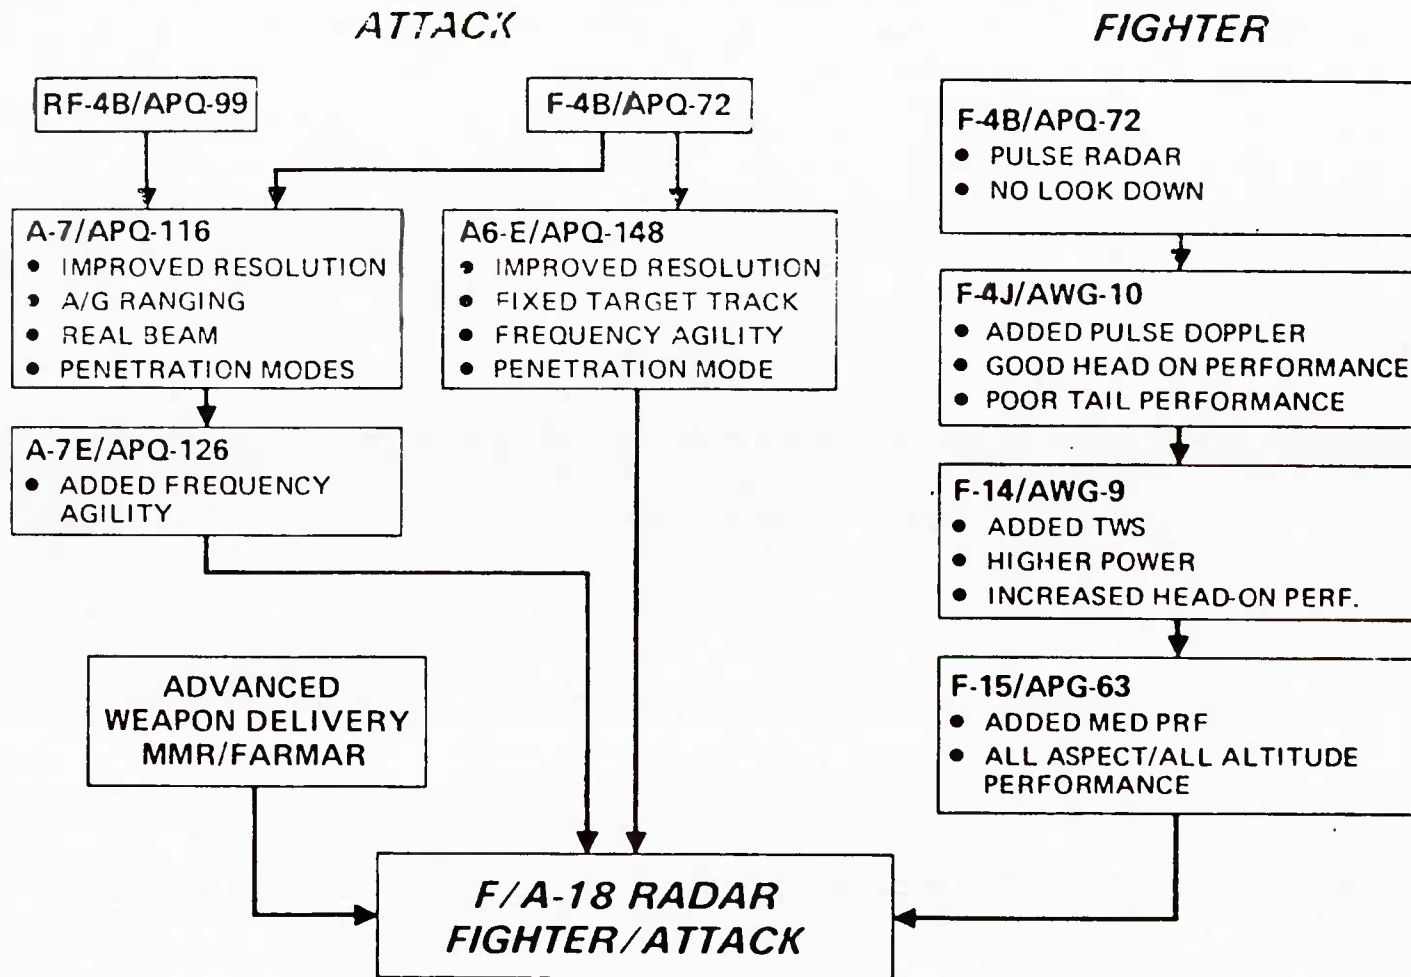 ATTACK
RF-4B/APQ-99
F-4B/APQ-72
A-7/APQ-116
• IMPROVED RESOLUTION
• A/G RANGING
• REAL BEAM
• PENETRATION MODES
A6-E/APQ-148
• IMPROVED RESOLUTION
• FIXED TARGET TRACK
• FREQUENCY AGILITY
• PENETRATION MODE
A-7E/APQ-126
• ADDED FREQUENCY
AGILITY
ADVANCED
WEAPON DELIVERY
MMR/FARMAR
FIGHTER
F-4B/APQ-72
• PULSE RADAR
• NO LOOK DOWN
F-4J/AWG-10
• ADDED PULSE DOPPLER
• GOOD HEAD ON PERFORMANCE
• POOR TAIL PERFORMANCE
F-14/AWG-9
• ADDED TWS
• HIGHER POWER
• INCREASED HEAD-ON PERF.
F-15/APG-63
• ADDED MED PRF
• ALL ASPECT/ALL ALTITUDE
PERFORMANCE
F/A-18 RADAR
FIGHTER/ATTACK